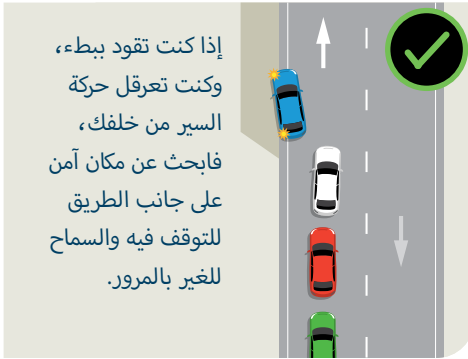 إذا كنت تقود ببطء،
وكنت تعرقل حركة
السير من خلفك،
فابحث عن مكان آمن
على جانب الطريق
للتوقف فيه والسماح
للغير بالمرور.